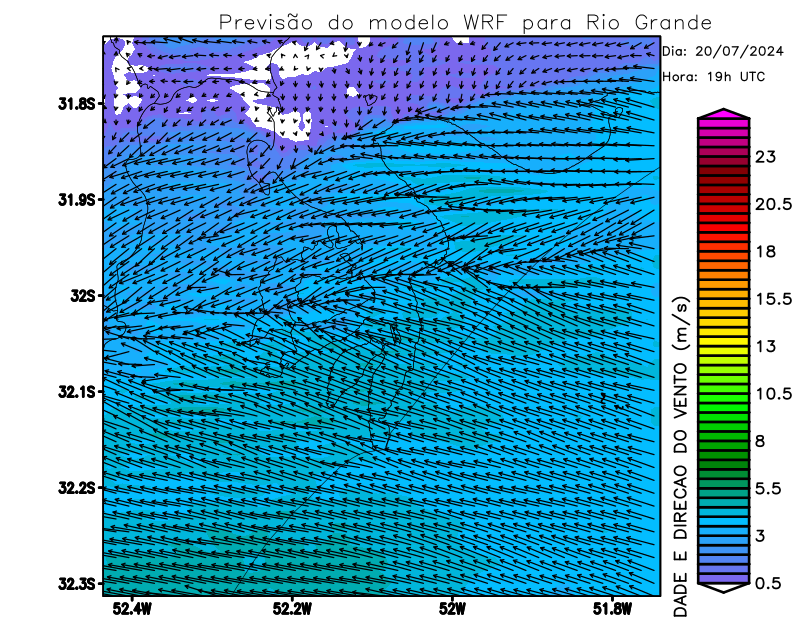 Previsão do modelo WRF para Rio Grande
Dia: 20/07/2024
Hora: 19h UTC
31.8S
31.9S
32S
32.1S
32.2S
32.3S
52.4W
52.2W
52W
51.8W
23
20.5
18
15.5
13
10.5
8
5.5
3
0.5
DADE E DIRECAO DO VENTO (m/s)